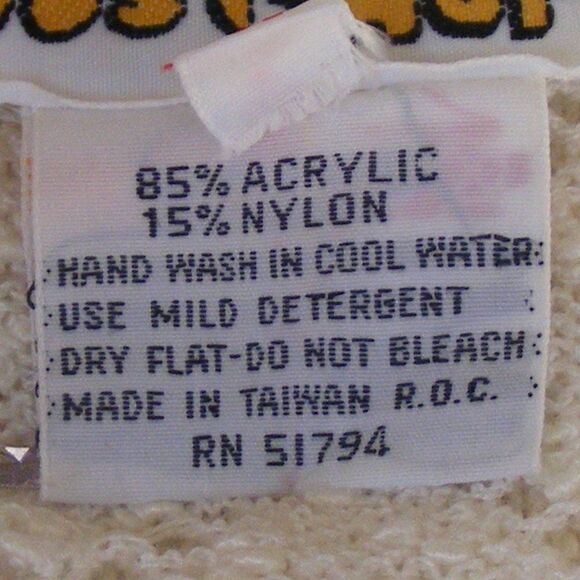 85% ACRYLIC
15% NYLON
HAND WASH IN COOL WATER
USE MILD DETERGENT
DRY FLAT-DO NOT BLEACH
MADE IN TAIWAN R.O.C.
RN 51794